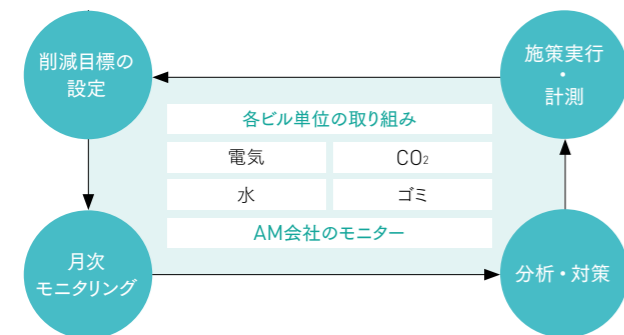 削減目標の
設定
施策実行
・
計測
各ビル単位の取り組み
電気
CO₂
水
ゴミ
AM会社のモニター
月次
モニタリング
分析・対策